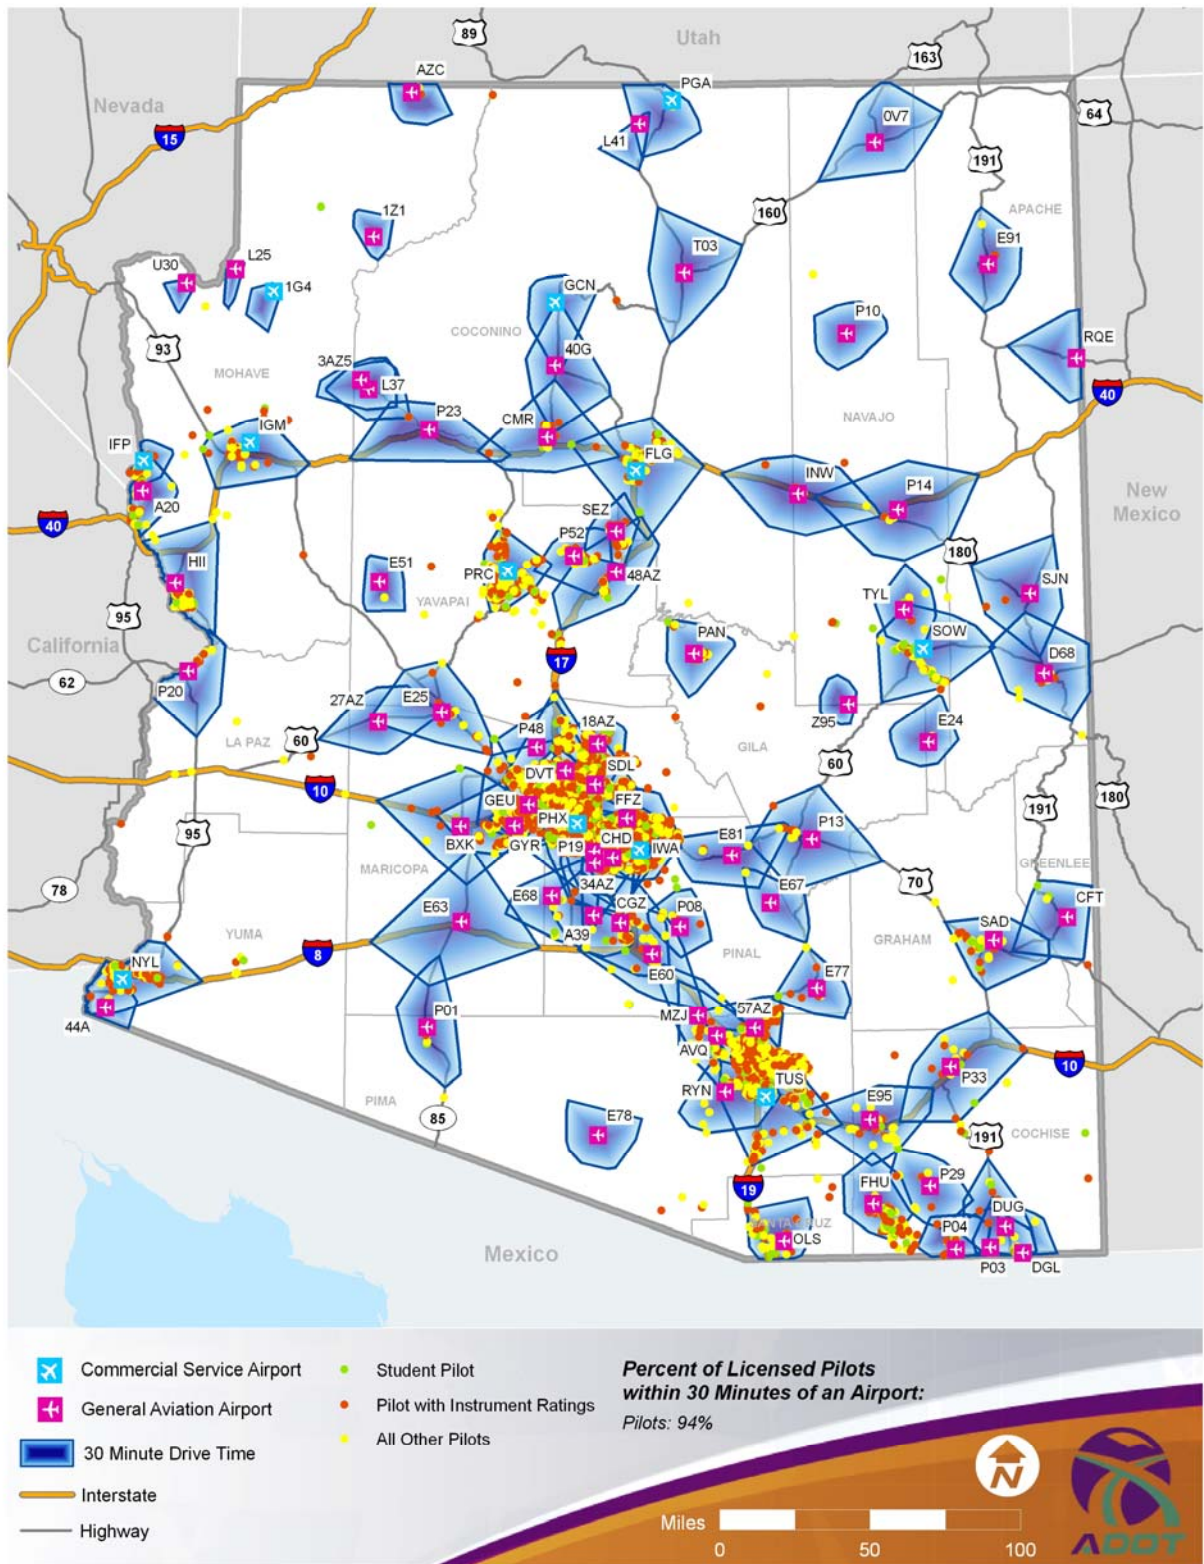 89
Utah
163
AZC
PGA
Nevada
0V7
64
15
L41
191
160
APACHE
1Z1
E91
T03
L25
U30
1G4
GCN
P10
COCONINO
RQE
93
40G
3AZ5
MOHAVE
L37
40
NAVAJO
P23
CMR
IGM
IFP
FLG
INW
New
Mexico
P14
A20
SEZ
40
P52
180
HII
E51
PRC
48AZ
SJN
TYL
YAVAPAI
95
SOW
PAN
California
17
D68
62
P20
27AZ
E25
Z95
E24
P48
18AZ
LA PAZ
60
GILA
60
DVT
SDL
10
191
180
GEU
FFZ
PHX
P13
95
CHD
E81
BXK
GYR
P19
IWA
GREENLEE
MARICOPA
34AZ
70
78
E68
E67
CFT
E63
CGZ
P08
SAD
YUMA
A39
GRAHAM
8
PINAL
NYL
E60
E77
44A
P01
MZJ
57AZ
AVQ
10
P33
RYN
TUS
E95
PIMA
85
E78
191
COCHISE
P29
19
FHU
DUG
SANTA CRUZ
P04
OLS
Mexico
P03
DGL
Commercial Service Airport
General Aviation Airport
30 Minute Drive Time
Interstate
Highway
Student Pilot
Pilot with Instrument Ratings
All Other Pilots
Percent of Licensed Pilots
within 30 Minutes of an Airport:
Pilots: 94%
N
Miles
0 50 100
ADOT